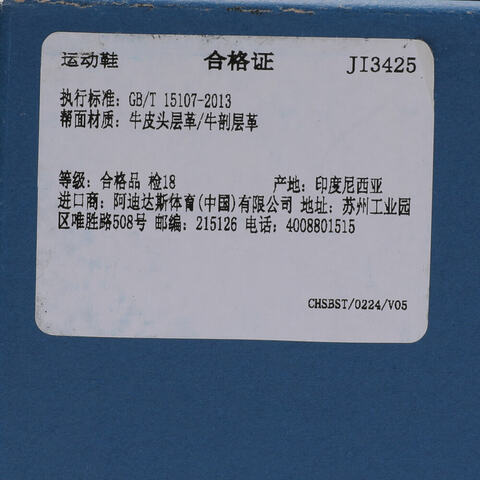 运动鞋 合格证 JI3425
执行标准：GB/T 15107-2013
帮面材质：牛皮头层革/牛剖层革
等级：合格品 检18 产地：印度尼西亚
进口商：阿迪达斯体育(中国)有限公司 地址：苏州工业园
区唯胜路508号 邮编：215126 电话：4008801515
CHSBST/0224/V05